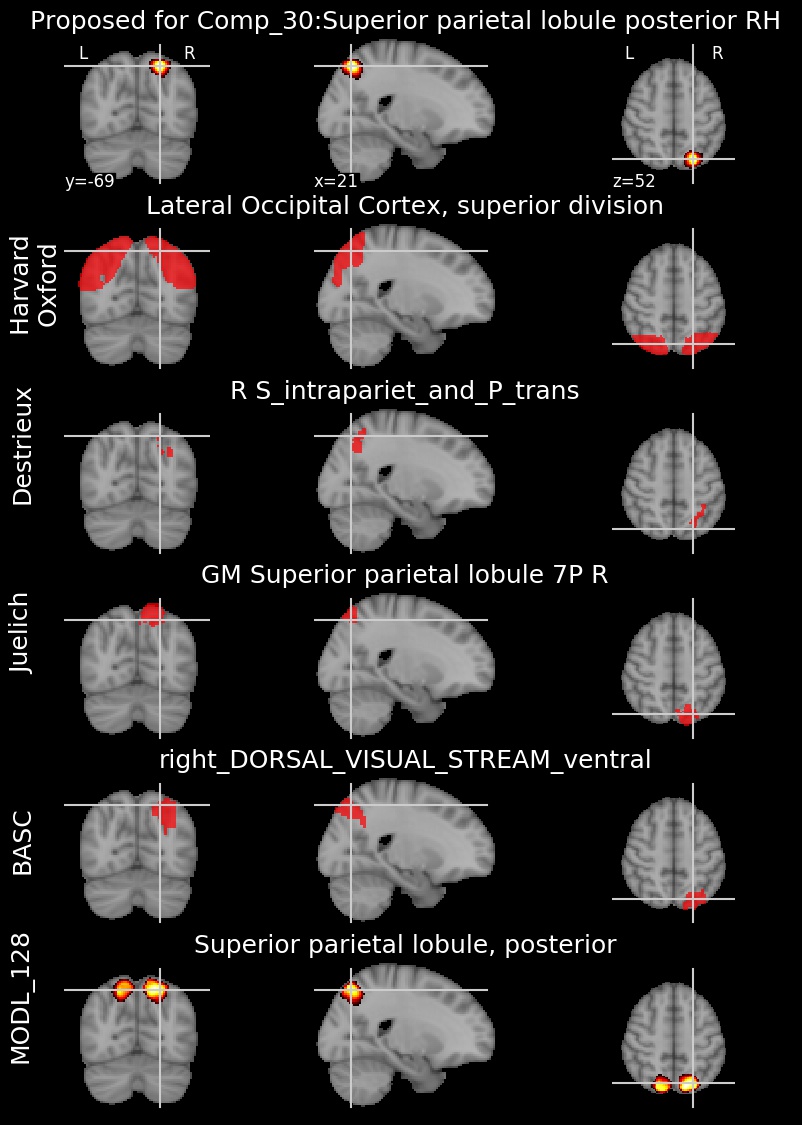 Proposed for Comp_30:Superior parietal lobule posterior RH
L R
L R
y=-69
x=21
z=52
Lateral Occipital Cortex, superior division
Harvard
Oxford
R S_intrapariet_and_P_trans
Destrieux
GM Superior parietal lobule 7P R
Juelich
right_DORSAL_VISUAL_STREAM_ventral
BASC
Superior parietal lobule, posterior
MODL_128